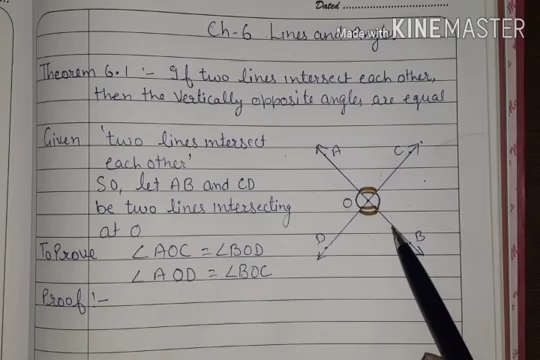 Dated
Made with KINEMASTER
Ch-6 Lines and Angles
Theorem 6.1 :- If two lines intersect each other,
then the vertically opposite angles are equal
Given 'two lines intersect
each other'
So, let AB and CD
be two lines intersecting
at O
To Prove ∠AOC = ∠BOD
∠AOD = ∠BOC
Proof :-
A C
O
D B